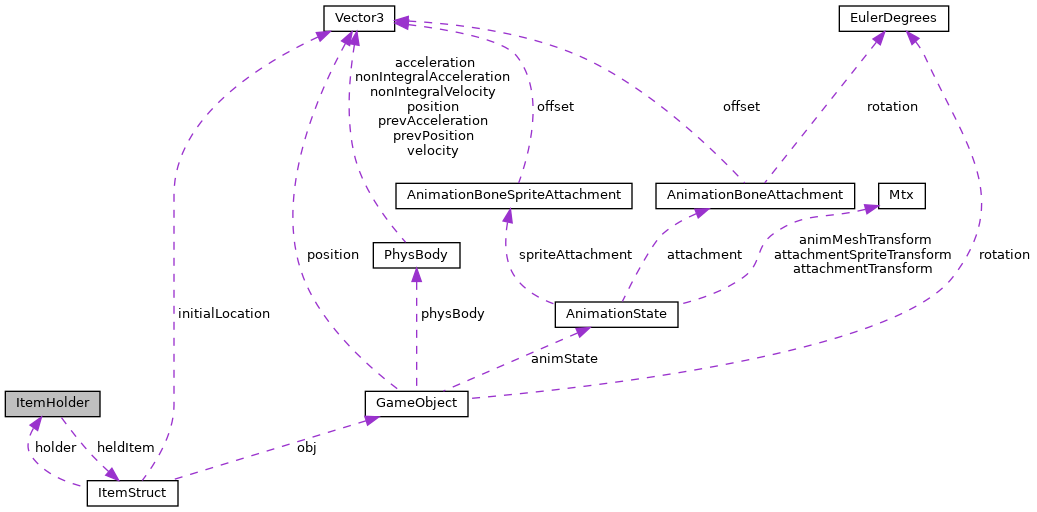 Vector3
EulerDegrees
acceleration
nonIntegralAcceleration
nonIntegralVelocity
position
prevAcceleration
prevPosition
velocity
offset
offset
rotation
AnimationBoneSpriteAttachment
AnimationBoneAttachment
Mtx
PhysBody
position
spriteAttachment
attachment
animMeshTransform
attachmentSpriteTransform
attachmentTransform
rotation
initialLocation
physBody
AnimationState
animState
ItemHolder
GameObject
holder
heldItem
obj
ItemStruct